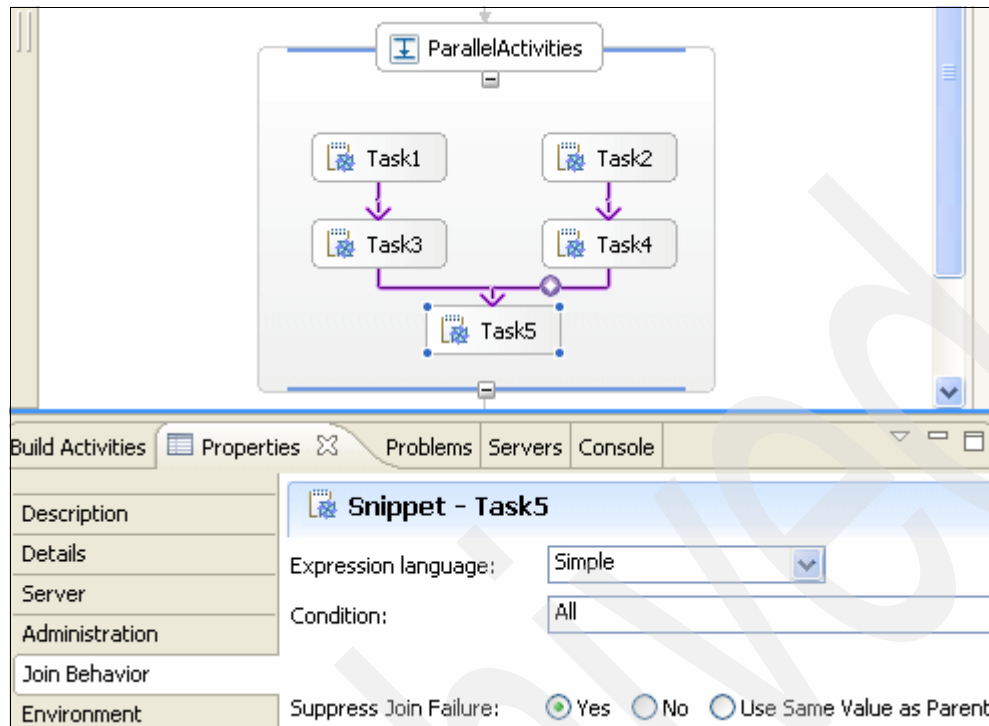 ParallelActivities
Task1
Task2
Task3
Task4
Task5
Build Activities
Properties
Problems
Servers
Console
Snippet - Task5
Description
Details
Server
Administration
Join Behavior
Environment
Expression language:
Simple
Condition:
All
Suppress Join Failure:
Yes
No
Use Same Value as Parent